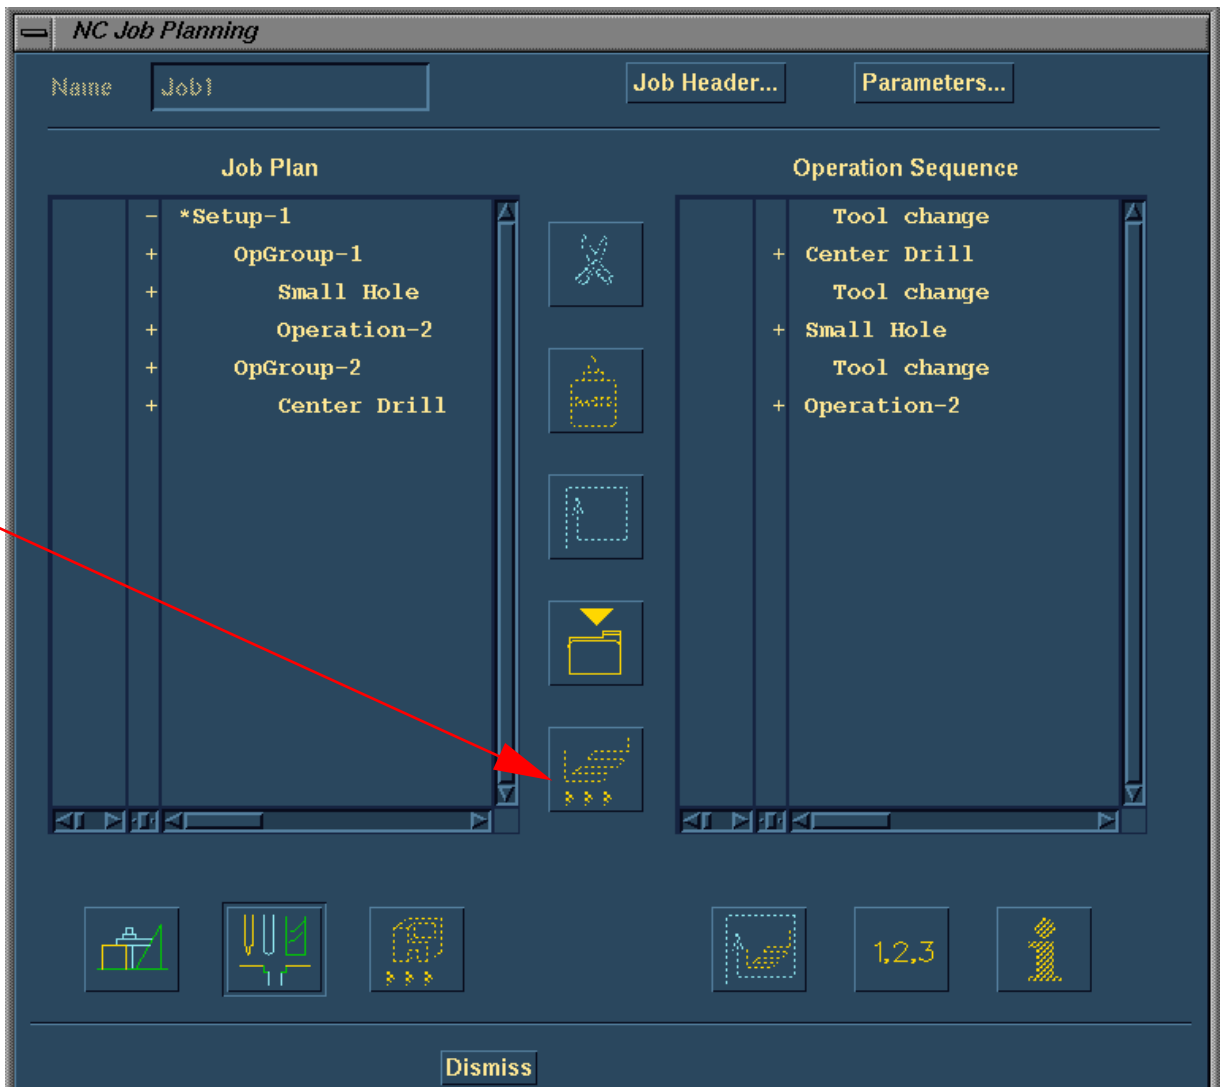 NC Job Planning
Name Job1 Job Header... Parameters...
Job Plan Operation Sequence
- *Setup-1
+ OpGroup-1
+ Small Hole
+ Operation-2
+ OpGroup-2
+ Center Drill
Tool change
+ Center Drill
Tool change
+ Small Hole
Tool change
+ Operation-2
1,2,3
Dismiss